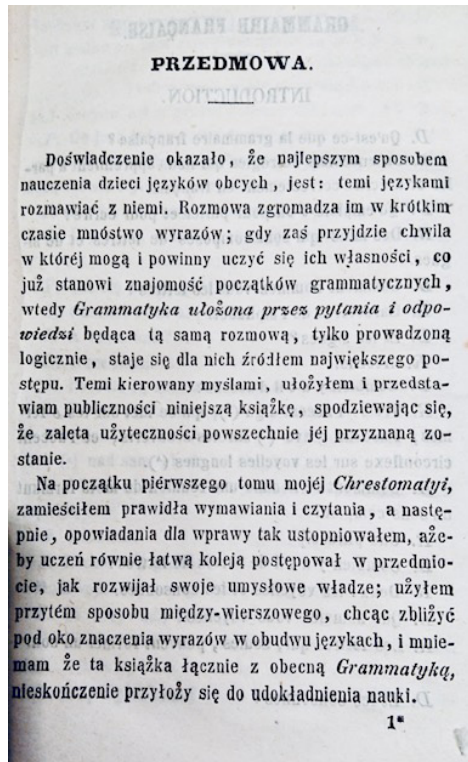 PRZEDMOWA.
Doświadczenie okazało, że najlepszym sposobem
nauczenia dzieci języków obcych, jest: temi językami
rozmawiać z niemi. Rozmowa zgromadza im w krótkim
czasie mnóstwo wyrazów; gdy zaś przyjdzie chwila
w któréj mogą i powinny uczyć się ich własności, co
już stanowi znajomość początków grammatycznych,
wtedy Grammatyka ułożona przez pytania i odpo-
wiedzi będąca tą samą rozmową, tylko prowadzoną
logicznie, staje się dla nich źródłem największego po-
stępu. Temi kierowany myślami, ułożyłem i przedsta-
wiam publiczności niniejszą książkę, spodziewając się,
że zaleta użyteczności powszechnie jéj przyznaną zo-
stanie.
Na początku piérwszego tomu mojéj Chrestomatyi,
zamieściłem prawidła wymawiania i czytania, a nastę-
pnie, opowiadania dla wprawy tak ustopniowałem, aże-
by uczeń równie łatwą koleją postępował w przedmio-
cie, jak rozwijał swoje umysłowe władze; użyłem
przytém sposobu między-wierszowego, chcąc zbliżyć
pod oko znaczenia wyrazów w obudwu językach, i mnie-
mam że ta książka łącznie z obecną Grammatyką,
nieskończenie przyłoży się do udokładnienia nauki.
1*